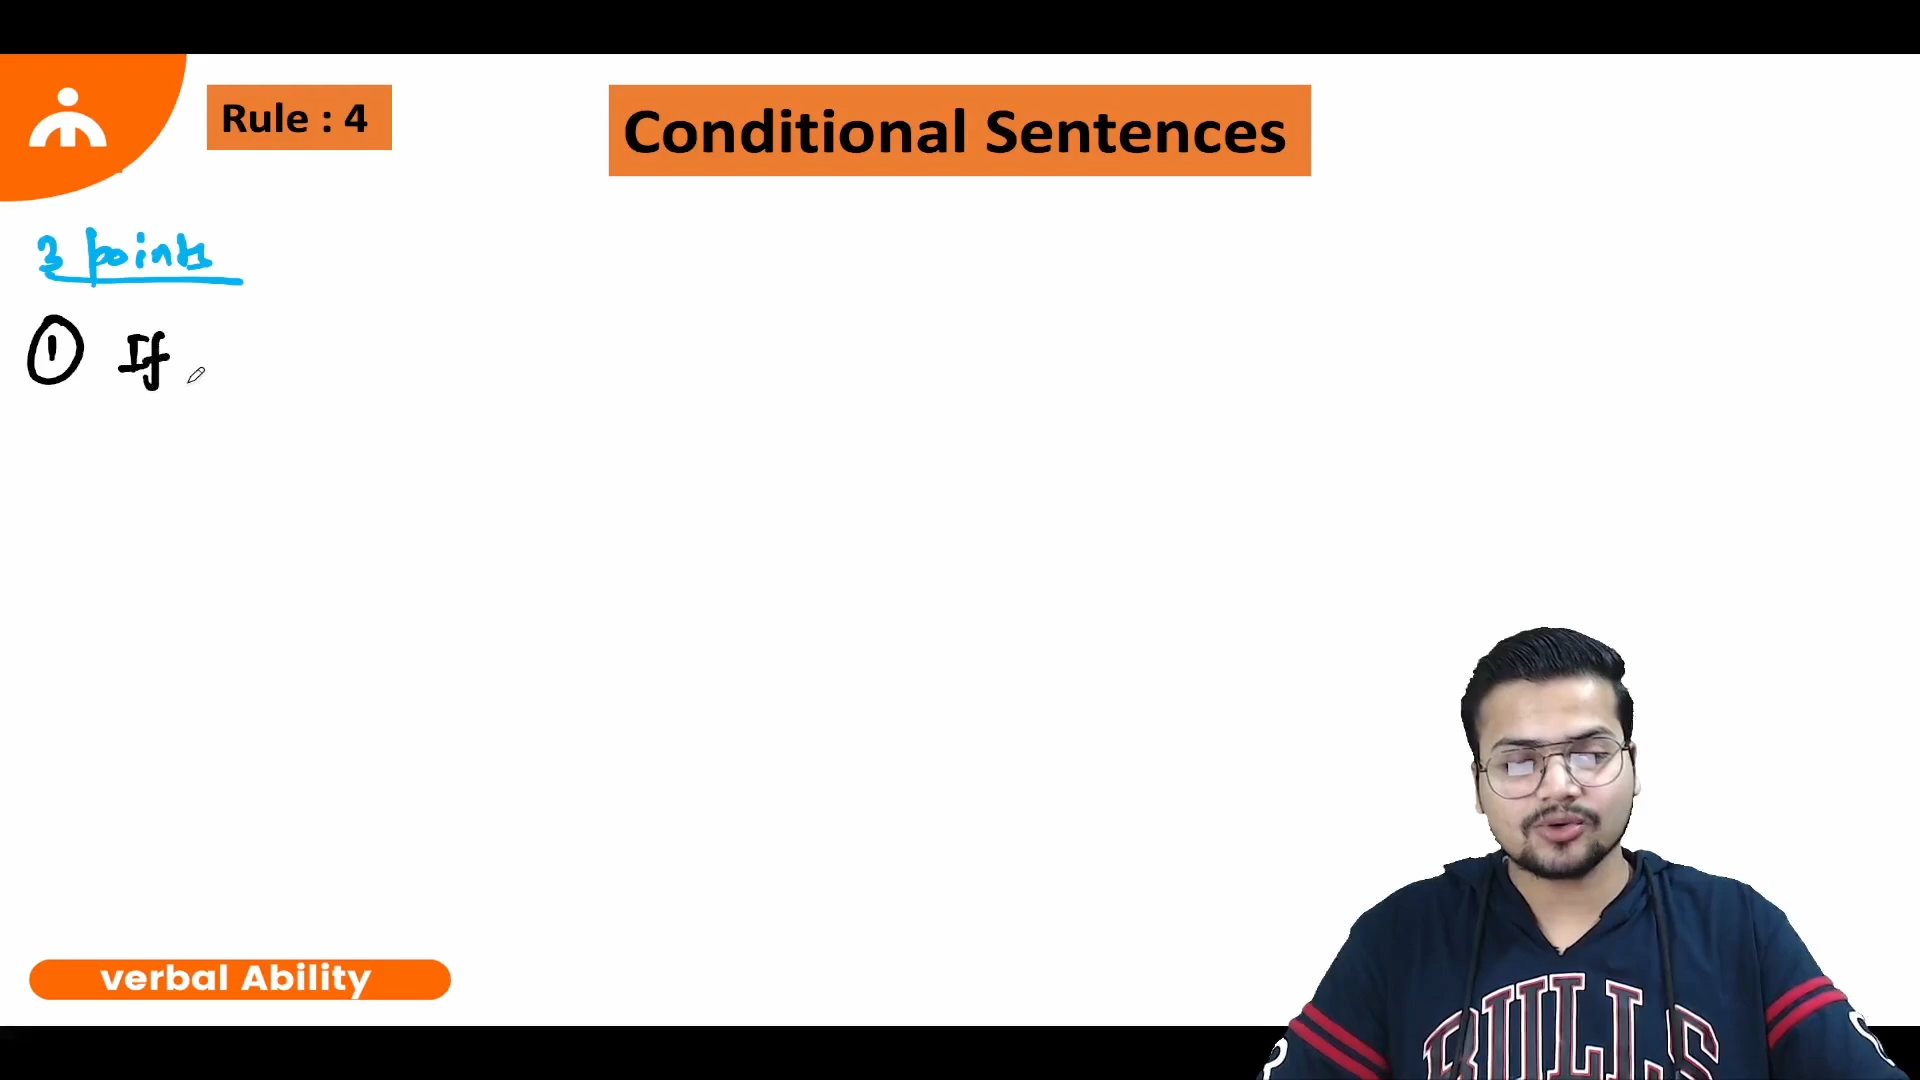 Rule : 4
Conditional Sentences
3 points
① If
verbal Ability
BULLS